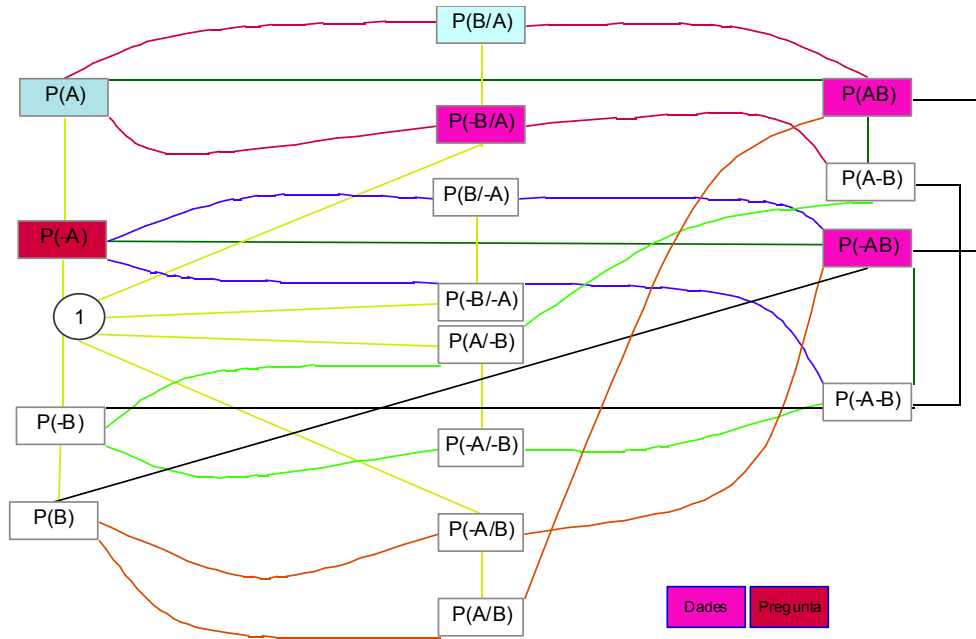 P(B/A)
P(A)
P(AB)
P(-B/A)
P(A-B)
P(B/-A)
P(-A)
P(-AB)
P(-B/-A)
1
P(A/-B)
P(-A-B)
P(-B)
P(-A/-B)
P(B)
P(-A/B)
P(A/B)
Dades
Pregunta